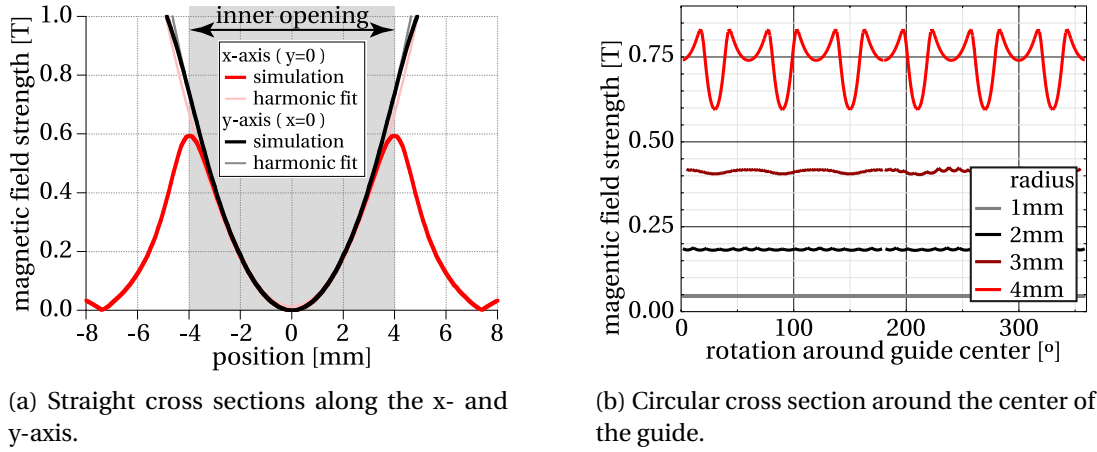 inner opening
x-axis ( y=0)
simulation
harmonic fit
y-axis (x=0)
simulation
harmonic fit
magnetic field strength [T]
1.0
0.8
0.6
0.4
0.2
0.0
-8 -6 -4 -2 0 2 4 6 8
position [mm]
(a) Straight cross sections along the x- and
y-axis.
magentic field strength [T]
0.75
0.50
0.25
0.00
radius
1mm
2mm
3mm
4mm
0 100 200 300
rotation around guide center [º]
(b) Circular cross section around the center of
the guide.